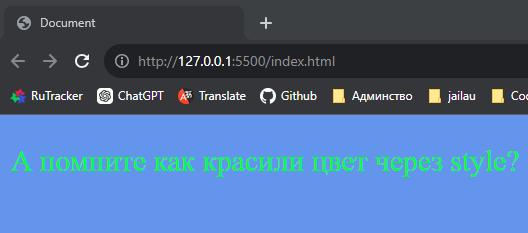 Document
http://127.0.0.1:5500/index.html
RuTracker ChatGPT Translate Github Админство jailau Coo
А помните как красили цвет через style?